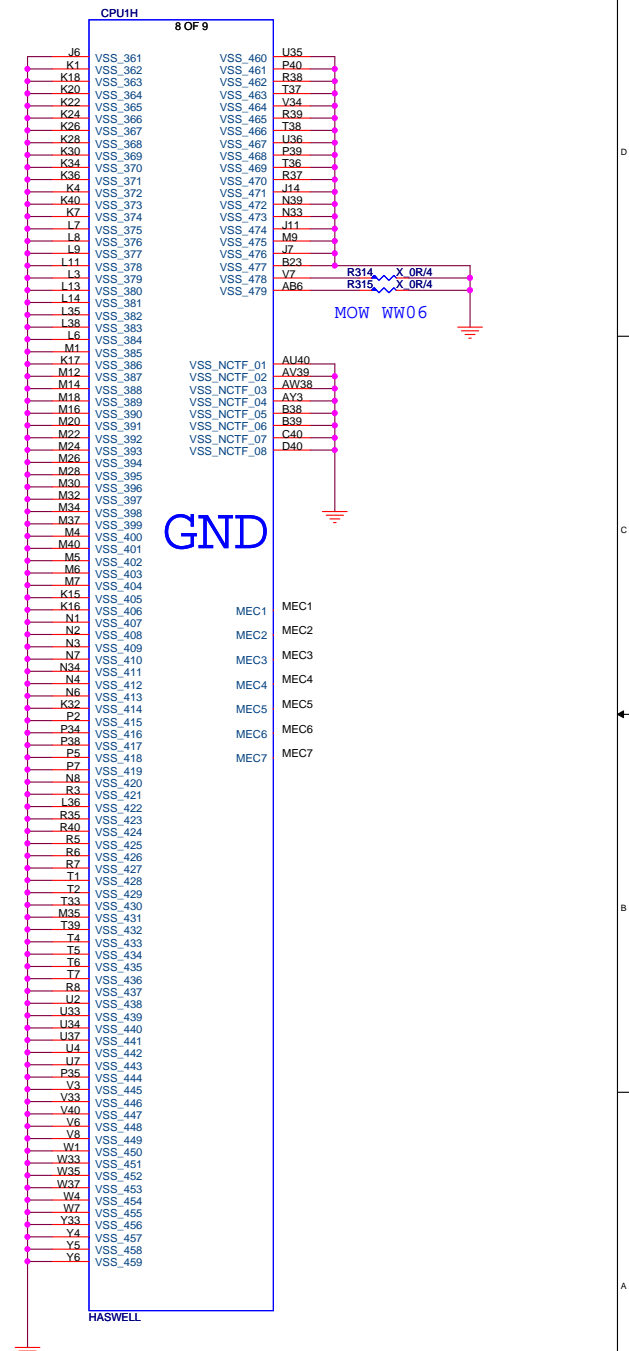 CPU1H
8 OF 9
J6 VSS_361 VSS_460 U35
K1 VSS_362 VSS_461 P40
K18 VSS_363 VSS_462 R38
K20 VSS_364 VSS_463 T37
K22 VSS_365 VSS_464 V34
K24 VSS_366 VSS_465 R39
K26 VSS_367 VSS_466 T38
K28 VSS_368 VSS_467 U36
K30 VSS_369 VSS_468 P39
K34 VSS_370 VSS_469 T36
K36 VSS_371 VSS_470 R37
K4 VSS_372 VSS_471 J14
K40 VSS_373 VSS_472 N39
K7 VSS_374 VSS_473 N33
L7 VSS_375 VSS_474 J11
L8 VSS_376 VSS_475 M9
L9 VSS_377 VSS_476 J7
L11 VSS_378 VSS_477 B23
L3 VSS_379 VSS_478 V7 R314 X_0R/4
L13 VSS_380 VSS_479 AB6 R315 X_0R/4
L14 VSS_381
L35 VSS_382 MOW WW06
L38 VSS_383
L6 VSS_384
M1 VSS_385
K17 VSS_386 VSS_NCTF_01 AU40
M12 VSS_387 VSS_NCTF_02 AV39
M14 VSS_388 VSS_NCTF_03 AW38
M18 VSS_389 VSS_NCTF_04 AY3
M16 VSS_390 VSS_NCTF_05 B38
M20 VSS_391 VSS_NCTF_06 B39
M22 VSS_392 VSS_NCTF_07 C40
M24 VSS_393 VSS_NCTF_08 D40
M26 VSS_394
M28 VSS_395
M30 VSS_396
M32 VSS_397
M34 VSS_398
M37 VSS_399
M4 VSS_400
GND
M40 VSS_401
M5 VSS_402
M6 VSS_403
M7 VSS_404
K15 VSS_405
K16 VSS_406 MEC1 MEC1
N1 VSS_407
N2 VSS_408 MEC2 MEC2
N3 VSS_409
N7 VSS_410 MEC3 MEC3
N34 VSS_411
N4 VSS_412 MEC4 MEC4
N6 VSS_413
K32 VSS_414 MEC5 MEC5
P2 VSS_415
P34 VSS_416 MEC6 MEC6
P38 VSS_417
P5 VSS_418 MEC7 MEC7
P7 VSS_419
N8 VSS_420
R3 VSS_421
L36 VSS_422
R35 VSS_423
R40 VSS_424
R5 VSS_425
R6 VSS_426
R7 VSS_427
T1 VSS_428
T2 VSS_429
T33 VSS_430
M35 VSS_431
T39 VSS_432
T4 VSS_433
T5 VSS_434
T6 VSS_435
T7 VSS_436
R8 VSS_437
U2 VSS_438
U33 VSS_439
U34 VSS_440
U37 VSS_441
U4 VSS_442
U7 VSS_443
P35 VSS_444
V3 VSS_445
V33 VSS_446
V40 VSS_447
V6 VSS_448
V8 VSS_449
W1 VSS_450
W33 VSS_451
W35 VSS_452
W37 VSS_453
W4 VSS_454
W7 VSS_455
Y33 VSS_456
Y4 VSS_457
Y5 VSS_458
Y6 VSS_459
HASWELL
D
C
B
A